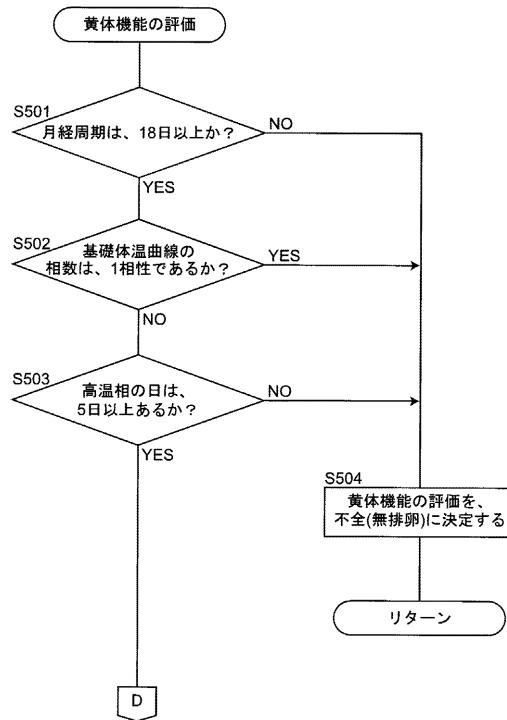 黄体機能の評価
S501
月経周期は、18日以上か？
NO
YES
S502
基礎体温曲線の
相数は、1相性であるか？
YES
NO
S503
高温相の日は、
5日以上あるか？
NO
YES
S504
黄体機能の評価を、
不全(無排卵)に決定する
リターン
D